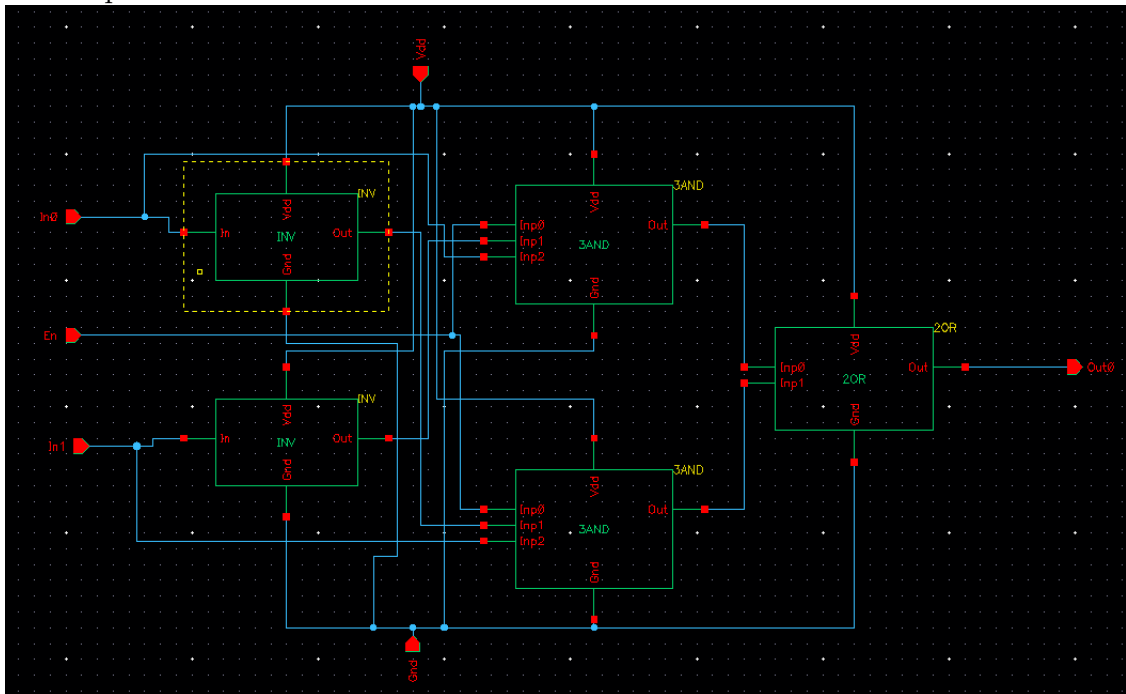 Vdd
INV
In0
Vdd
In
INV
Out
Gnd
3AND
Vdd
Inp0
Inp1
Inp2
3AND
Out
Gnd
En
2OR
Vdd
Inp0
Inp1
2OR
Out
Gnd
Out0
INV
In1
Vdd
In
INV
Out
Gnd
3AND
Vdd
Inp0
Inp1
Inp2
3AND
Out
Gnd
Gnd